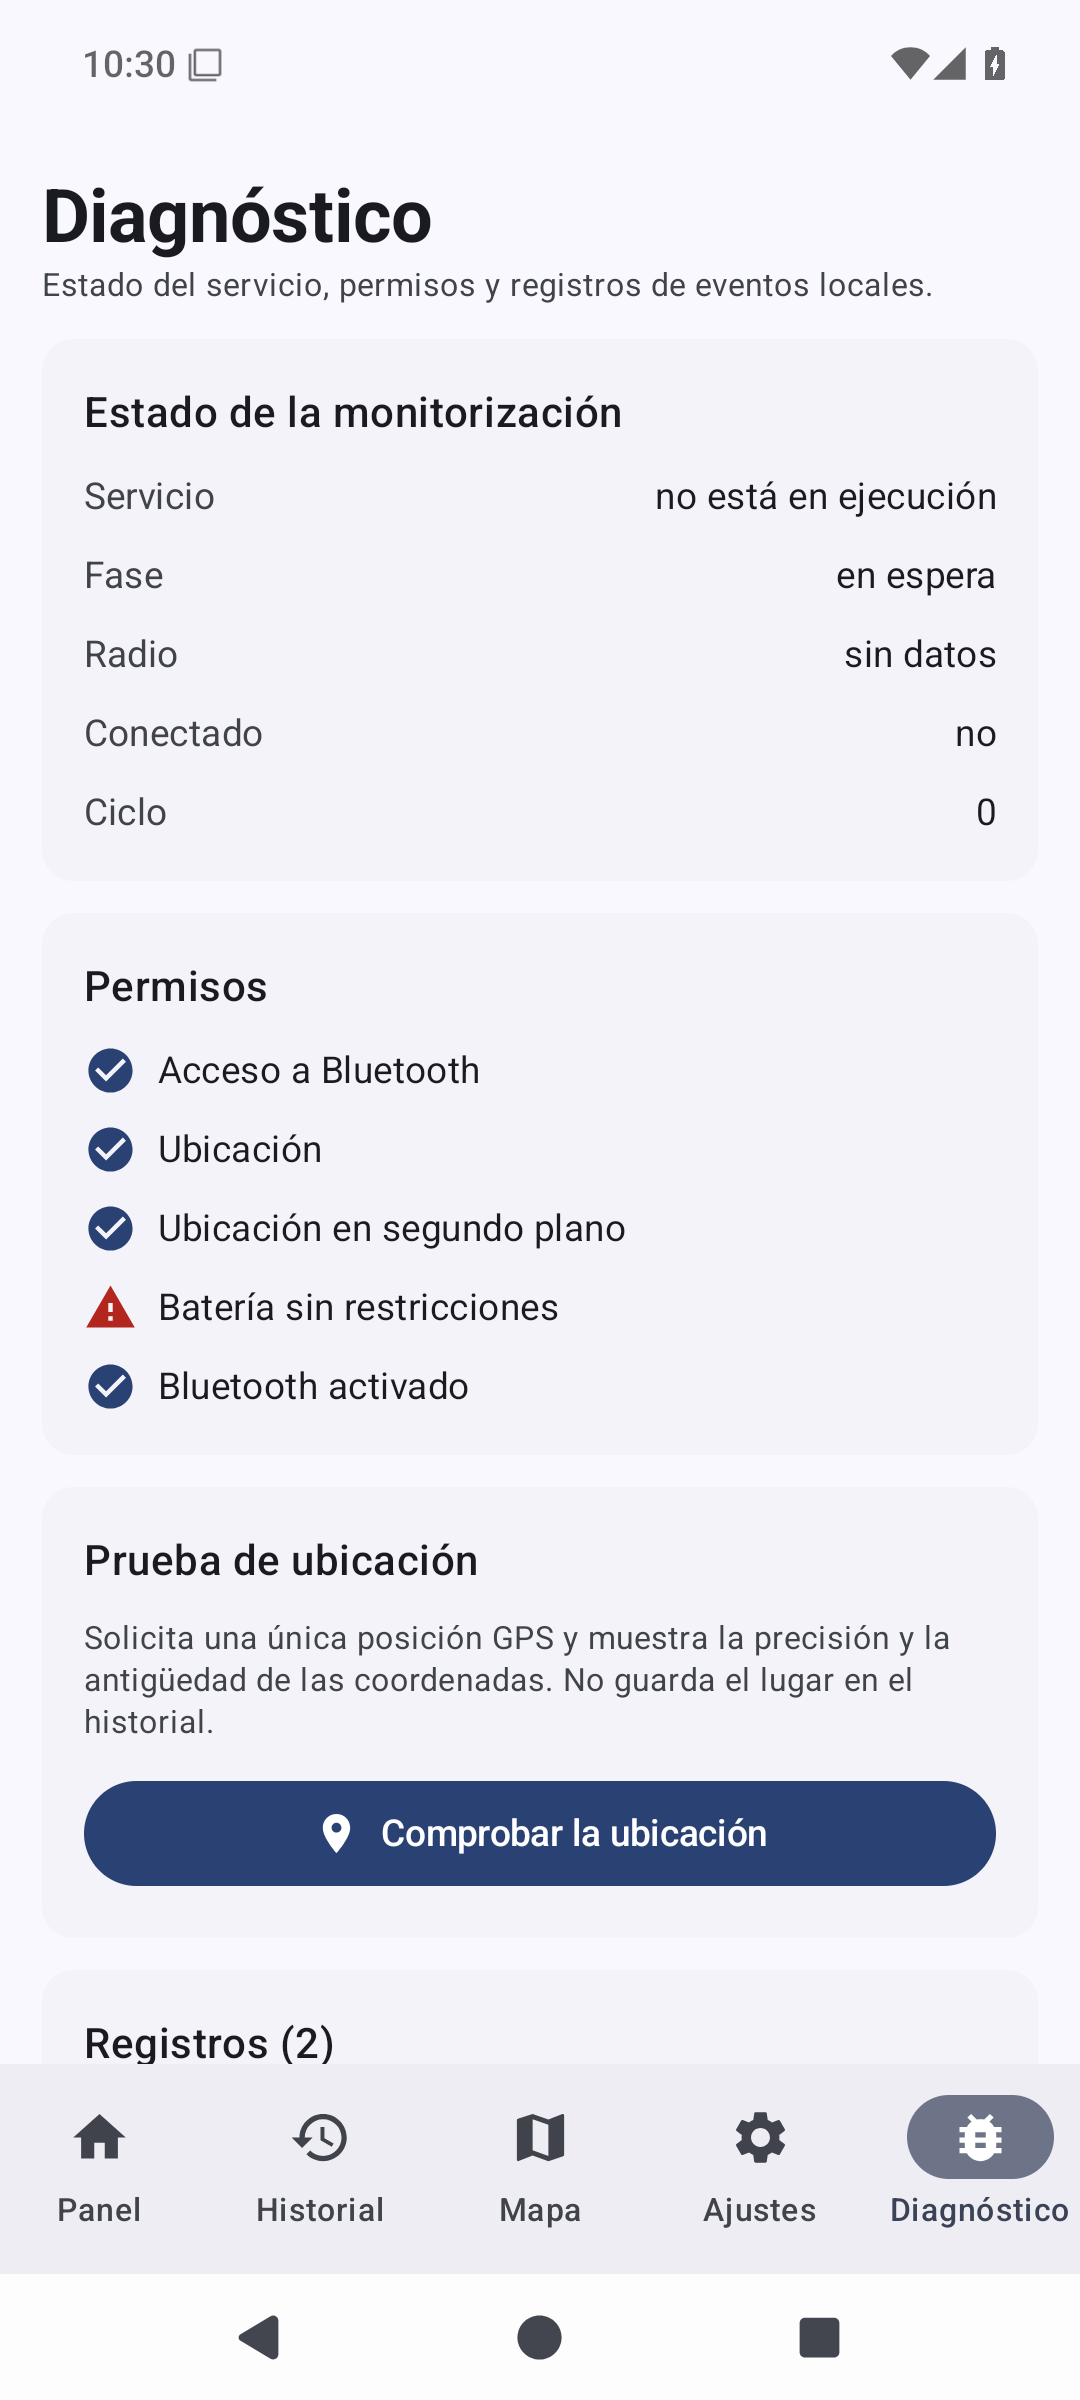 10:30
Diagnóstico
Estado del servicio, permisos y registros de eventos locales.
Estado de la monitorización
Servicio no está en ejecución
Fase en espera
Radio sin datos
Conectado no
Ciclo 0
Permisos
Acceso a Bluetooth
Ubicación
Ubicación en segundo plano
Batería sin restricciones
Bluetooth activado
Prueba de ubicación
Solicita una única posición GPS y muestra la precisión y la
antigüedad de las coordenadas. No guarda el lugar en el
historial.
Comprobar la ubicación
Registros (2)
Panel Historial Mapa Ajustes Diagnóstico